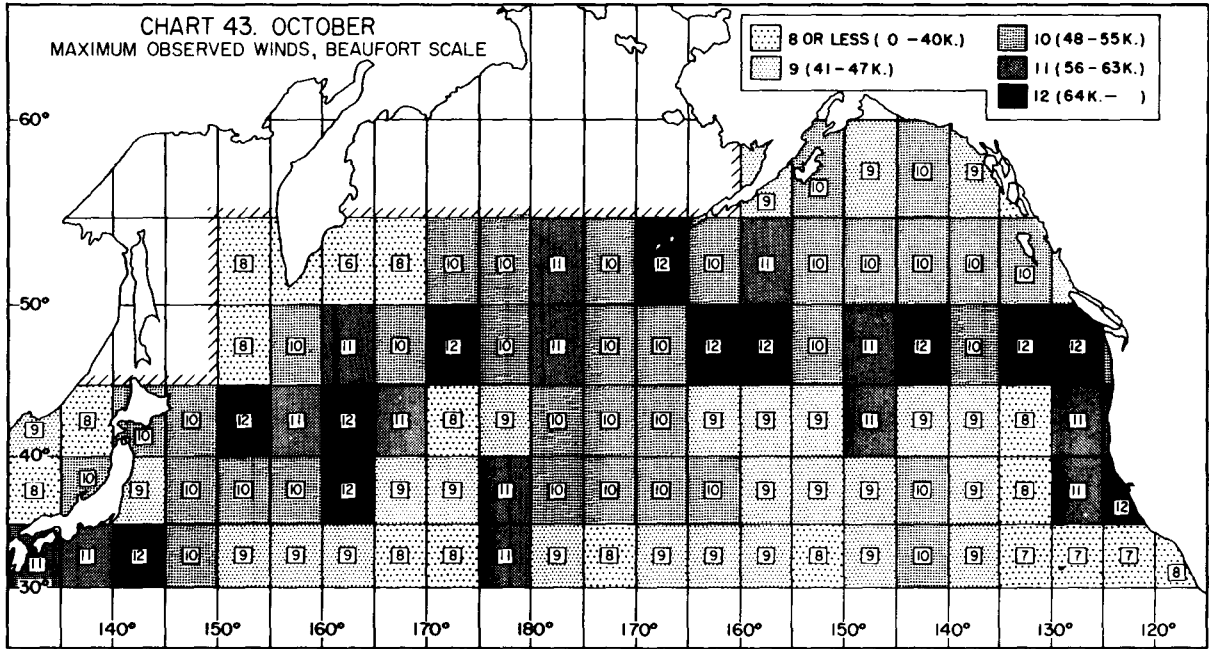 CHART 43. OCTOBER
MAXIMUM OBSERVED WINDS, BEAUFORT SCALE
8 OR LESS ( 0 -40K.)
9 (41-47K.)
10 (48-55K.)
11 (56-63K.)
12 (64K.- )
60°
9 10 9 10 9
8 6 8 10 10 11 10 12 10 11 10 10 10 10 10
50°
8 10 11 10 12 10 11 10 10 12 12 10 11 12 10 12 12
9 8 10 10 12 11 12 11 8 9 10 10 10 9 9 9 11 9 9 8 11
40°
8 10 9 10 10 10 12 9 9 11 10 10 10 10 9 9 9 10 9 8 11 12
11 11 12 10 9 9 9 8 8 11 9 8 9 9 9 8 9 10 9 7 7 7 8
30°
140° 150° 160° 170° 180° 170° 160° 150° 140° 130° 120°